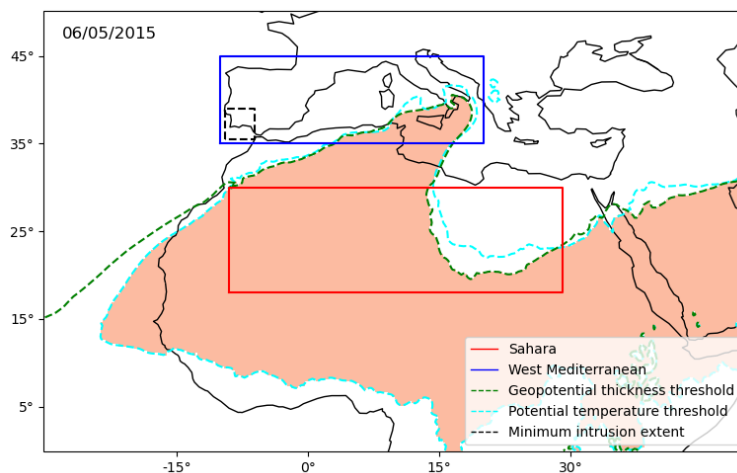 06/05/2015
45°
35°
25°
15°
5°
-15°
0°
15°
30°
Sahara
West Mediterranean
Geopotential thickness threshold
Potential temperature threshold
Minimum intrusion extent